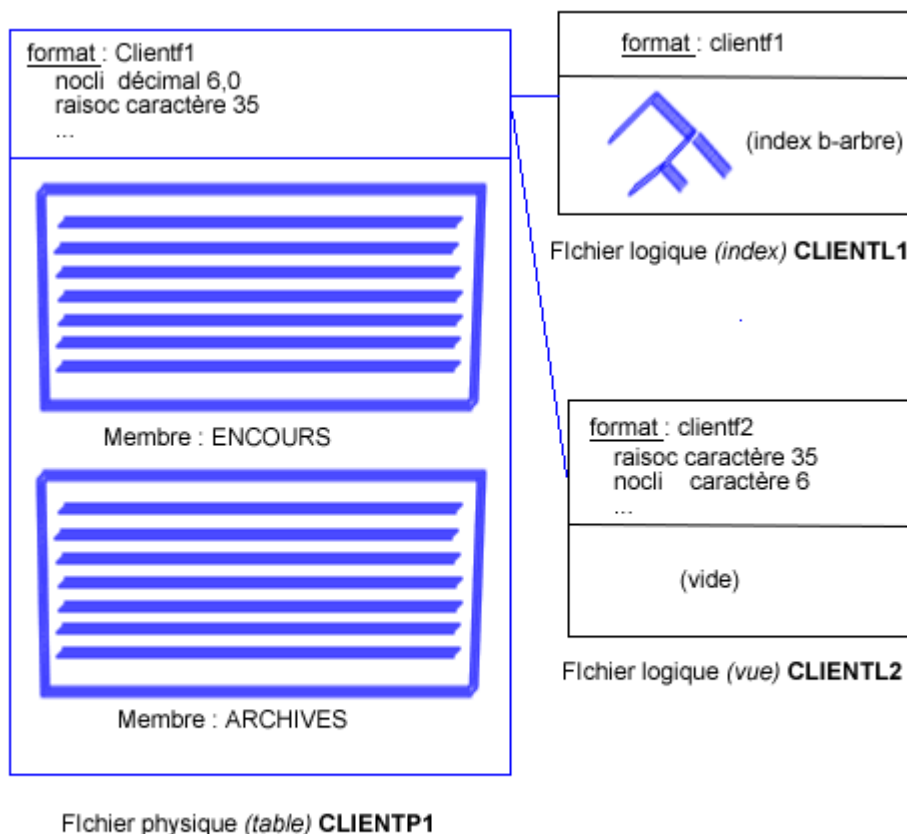 format : Clientf1
nocli décimal 6,0
raisoc caractère 35
...
Membre : ENCOURS
Membre : ARCHIVES
FIchier physique (table) CLIENTP1
format : clientf1
(index b-arbre)
FIchier logique (index) CLIENTL1
format : clientf2
raisoc caractère 35
nocli caractère 6
...
(vide)
FIchier logique (vue) CLIENTL2